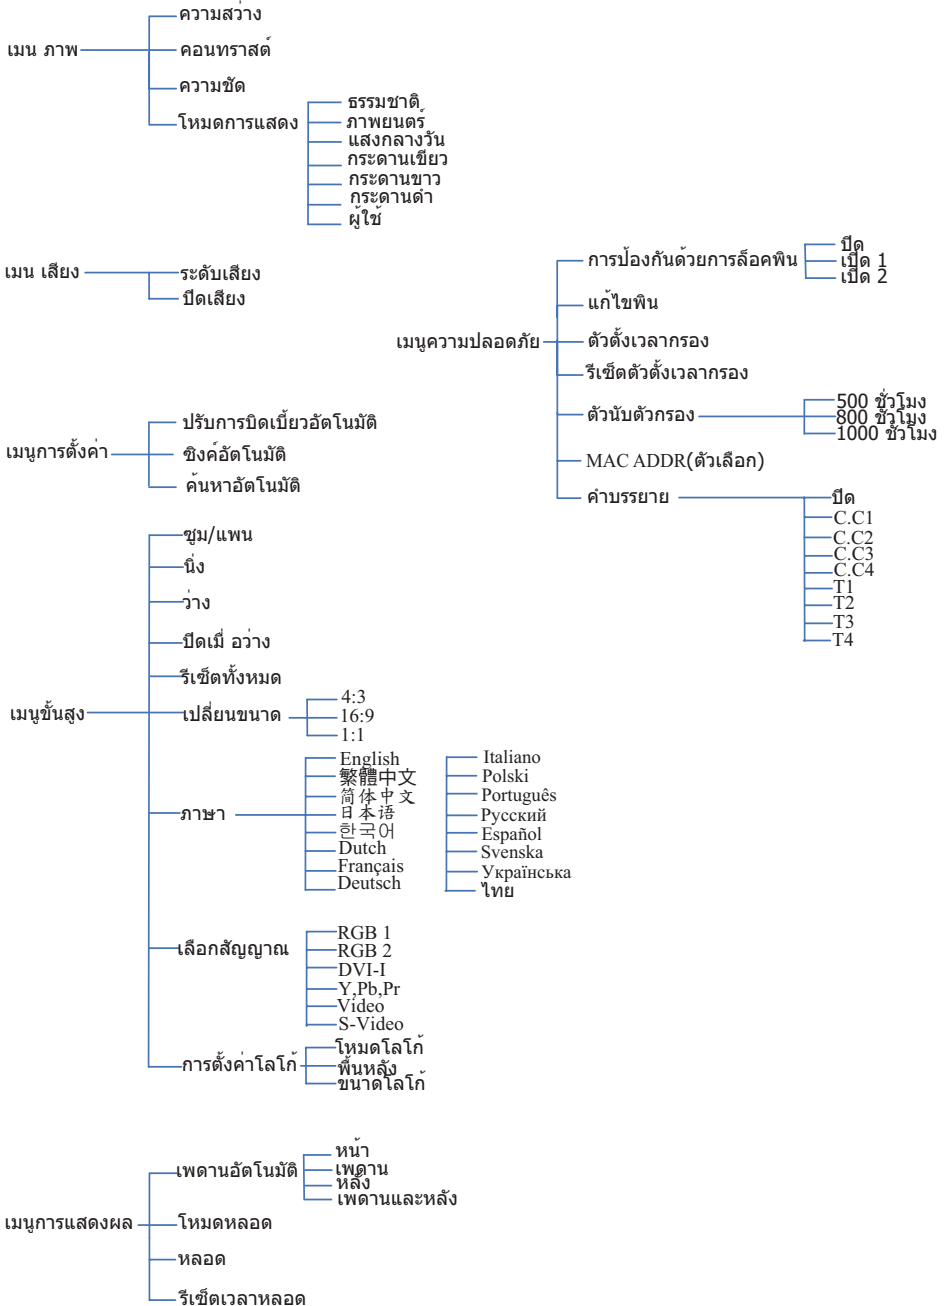 ความสว่าง
เมน ภาพ
คอนทราสต์
ความชัด
โหมดการแสดง
ธรรมชาติ
ภาพยนตร์
แสงกลางวัน
กระดานเขียว
กระดานขาว
กระดานดำ
ผู้ใช้
เมน เสียง
ระดับเสียง
ปิดเสียง
เมนูความปลอดภัย
การป้องกันด้วยการล็อคพิน
ปิด
เปิด 1
เปิด 2
แก้ไขพิน
ตัวตั้งเวลากรอง
รีเซ็ตตัวตั้งเวลากรอง
ตัวนับตัวกรอง
500 ชั่วโมง
800 ชั่วโมง
1000 ชั่วโมง
MAC ADDR(ตัวเลือก)
คำบรรยาย
ปิด
C.C1
C.C2
C.C3
C.C4
T1
T2
T3
T4
เมนูการตั้งค่า
ปรับการบิดเบี้ยวอัตโนมัติ
ซิงค์อัตโนมัติ
ค้นหาอัตโนมัติ
เมนูขั้นสูง
ซูม/แพน
นิ่ง
ว่าง
ปิดเมื่ อว่าง
รีเซ็ตทั้งหมด
เปลี่ยนขนาด
4:3
16:9
1:1
ภาษา
English
繁體中文
简体中文
日本语
한국어
Dutch
Français
Deutsch
Italiano
Polski
Português
Русский
Español
Svenska
Українська
ไทย
เลือกสัญญาณ
RGB 1
RGB 2
DVI-I
Y,Pb,Pr
Video
S-Video
การตั้งค่าโลโก้
โหมดโลโก้
พื้นหลัง
ขนาดโลโก้
เมนูการแสดงผล
เพดานอัตโนมัติ
หน้า
เพดาน
หลัง
เพดานและหลัง
โหมดหลอด
หลอด
รีเซ็ตเวลาหลอด